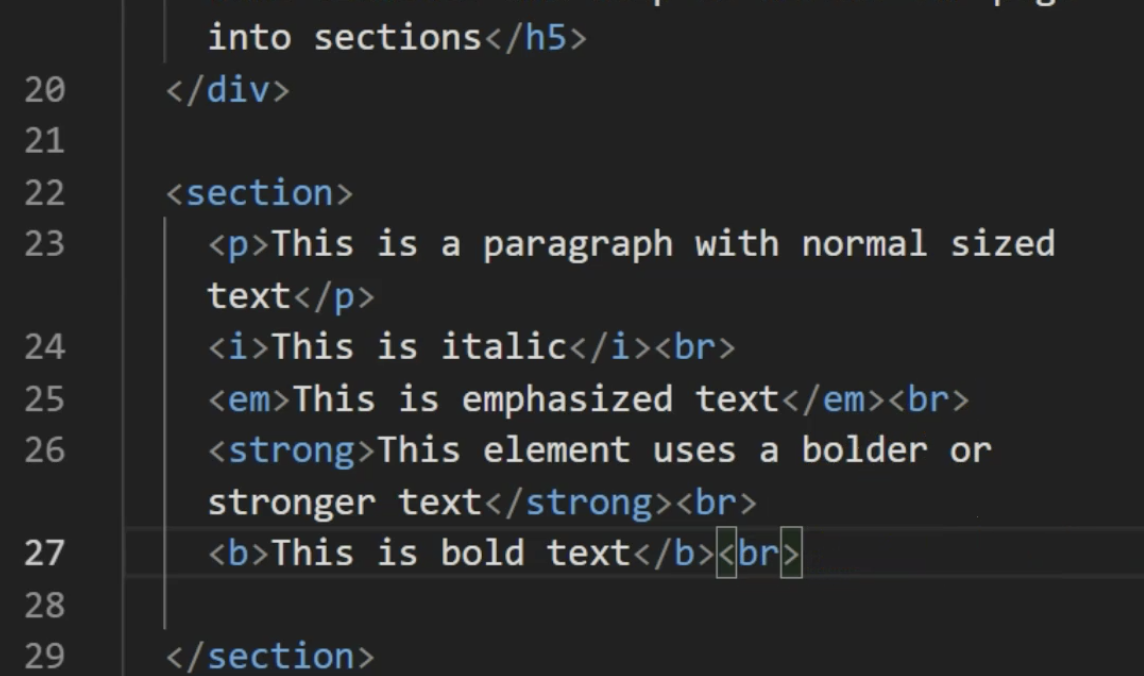 into sections</h5>
20 </div>
21
22 <section>
23 <p>This is a paragraph with normal sized
text</p>
24 <i>This is italic</i><br>
25 <em>This is emphasized text</em><br>
26 <strong>This element uses a bolder or
stronger text</strong><br>
27 <b>This is bold text</b><br>
28
29 </section>